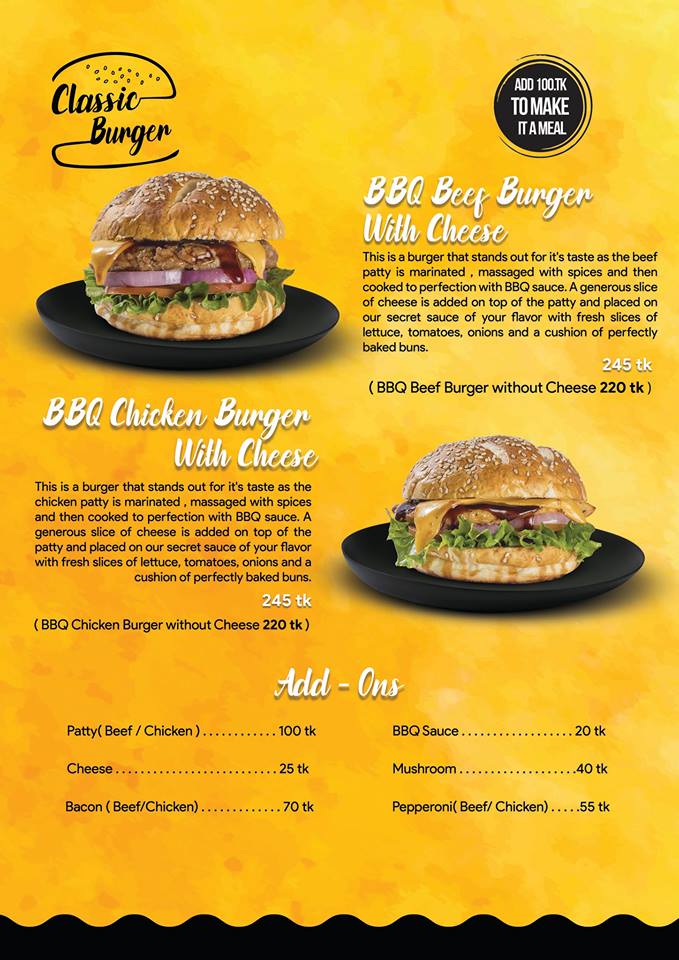 Classic
Burger
ADD 100.TK
TO MAKE
IT A MEAL
BBQ Beef Burger
With Cheese
This is a burger that stands out for it's taste as the beef
patty is marinated , massaged with spices and then
cooked to perfection with BBQ sauce. A generous slice
of cheese is added on top of the patty and placed on
our secret sauce of your flavor with fresh slices of
lettuce, tomatoes, onions and a cushion of perfectly
baked buns.
245 tk
( BBQ Beef Burger without Cheese 220 tk )
BBQ Chicken Burger
With Cheese
This is a burger that stands out for it's taste as the
chicken patty is marinated , massaged with spices
and then cooked to perfection with BBQ sauce. A
generous slice of cheese is added on top of the
patty and placed on our secret sauce of your flavor
with fresh slices of lettuce, tomatoes, onions and a
cushion of perfectly baked buns.
245 tk
( BBQ Chicken Burger without Cheese 220 tk )
Add - Ons
Patty( Beef / Chicken ) . . . . . . . . . . . . 100 tk
Cheese . . . . . . . . . . . . . . . . . . . . . . . . . . 25 tk
Bacon ( Beef/Chicken) . . . . . . . . . . . . . 70 tk
BBQ Sauce . . . . . . . . . . . . . . . . . . 20 tk
Mushroom . . . . . . . . . . . . . . . . . . .40 tk
Pepperoni( Beef/ Chicken) . . . . .55 tk